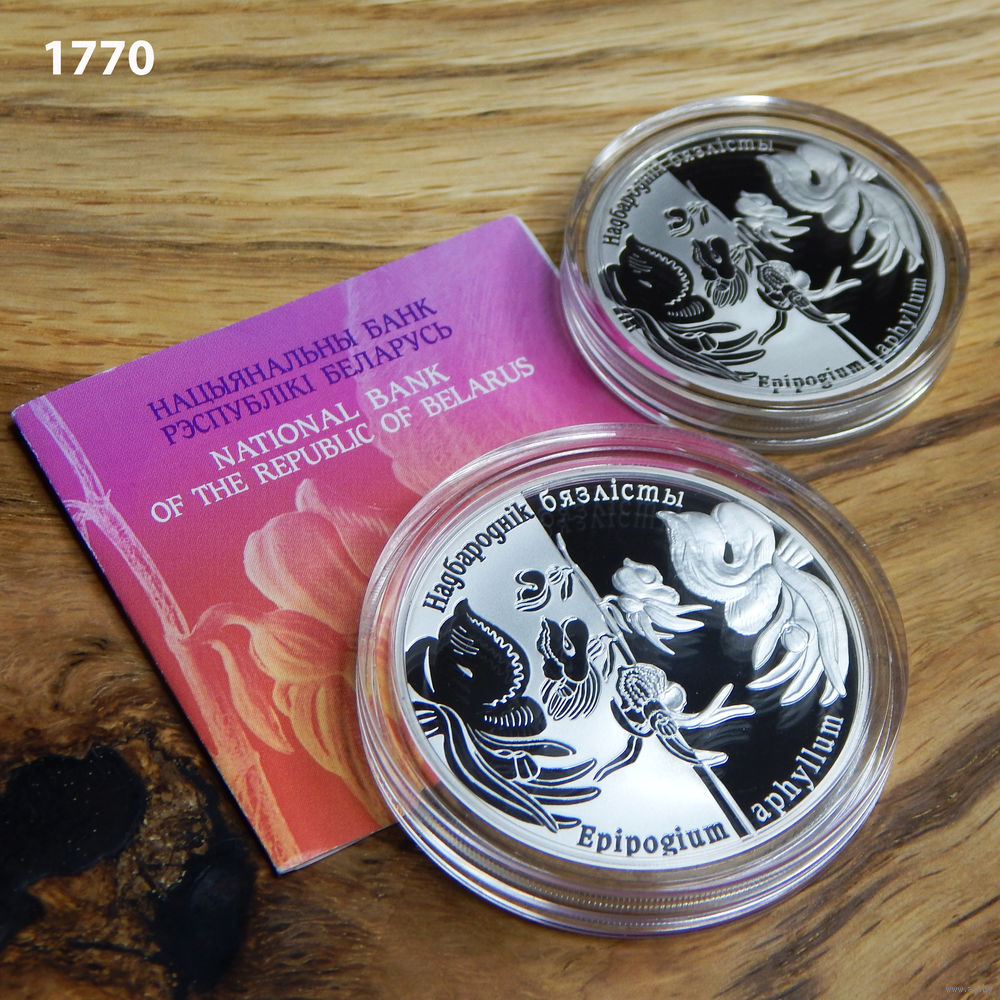 1770
Надбароднік бязлісты
Epipogium aphyllum
НАЦЫЯНАЛЬНЫ БАНК
РЭСПУБЛІКІ БЕЛАРУСЬ
NATIONAL BANK
OF THE REPUBLIC OF BELARUS
Надбароднік бязлісты
Epipogium aphyllum